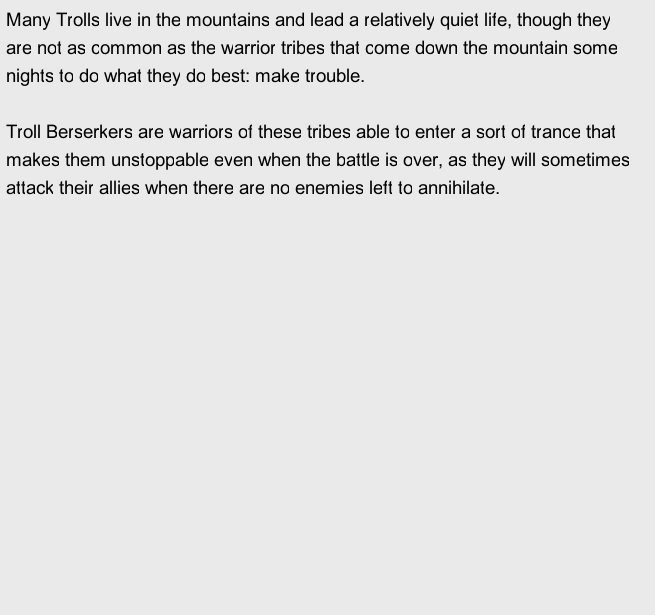 Many Trolls live in the mountains and lead a relatively quiet life, though they
are not as common as the warrior tribes that come down the mountain some
nights to do what they do best: make trouble.
Troll Berserkers are warriors of these tribes able to enter a sort of trance that
makes them unstoppable even when the battle is over, as they will sometimes
attack their allies when there are no enemies left to annihilate.